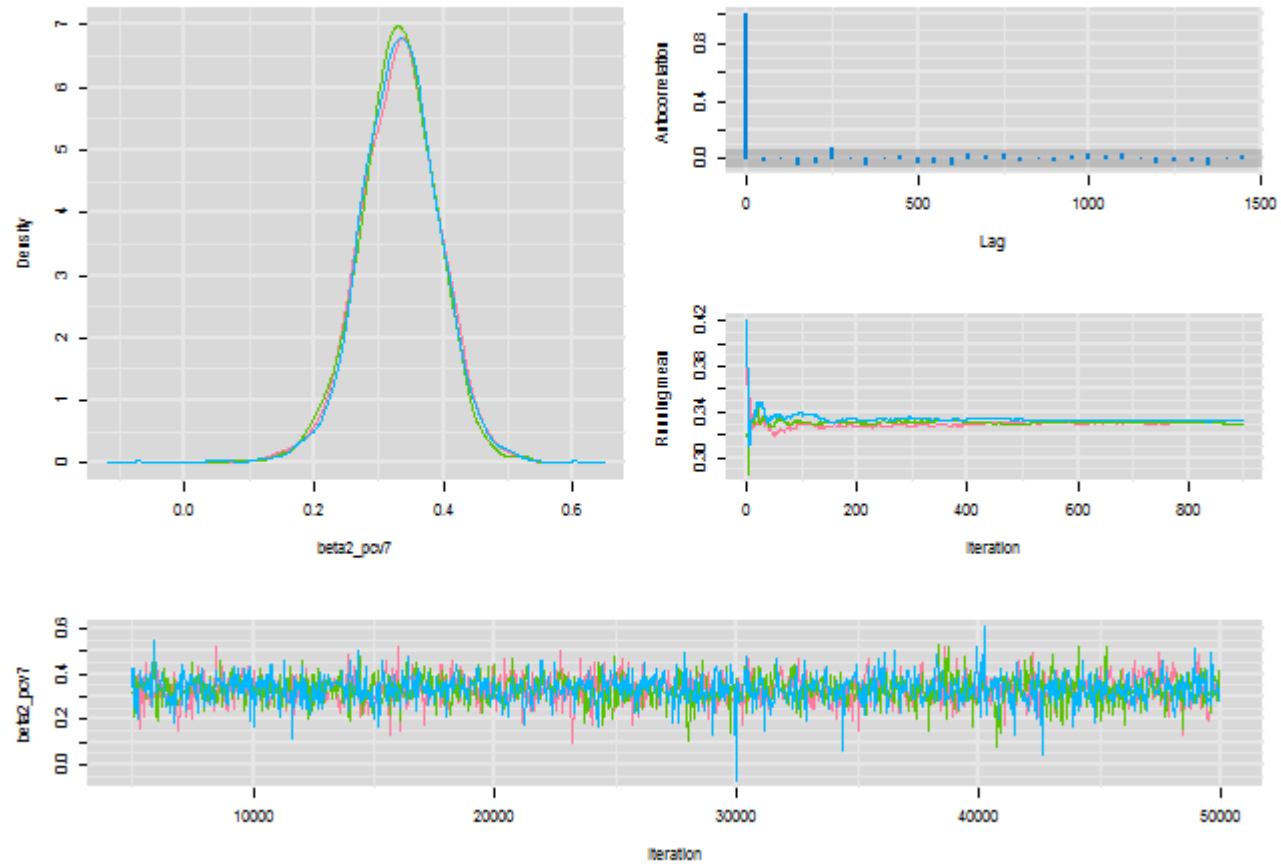 7
6
5
4
3
2
1
0
Density
0.0 0.2 0.4 0.6
beta2_pcv7
0.8
0.4
0.0
Autocorrelation
0 500 1000 1500
Lag
0.42
0.38
0.34
0.30
Running mean
0 200 400 600 800
Iteration
0.6
0.4
0.2
0.0
beta2_pcv7
10000 20000 30000 40000 50000
Iteration